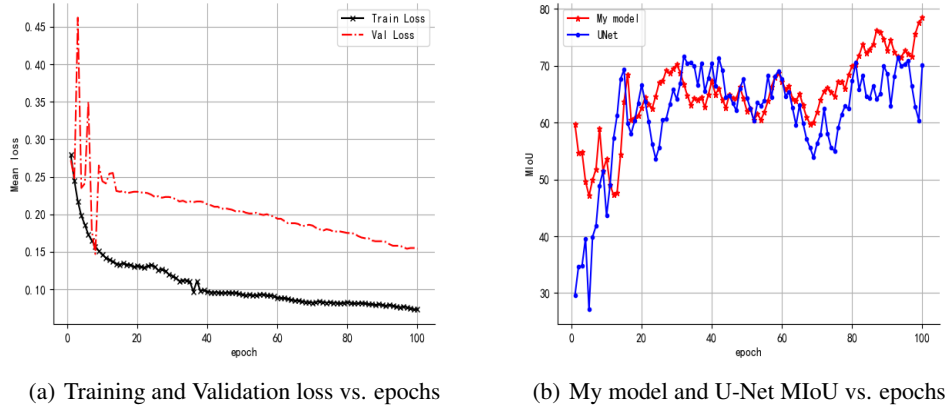 0.45
0.40
0.35
0.30
0.25
0.20
0.15
0.10
Mean loss
Train Loss
Val Loss
0 20 40 60 80 100
epoch
(a) Training and Validation loss vs. epochs
80
70
60
50
40
30
MIoU
My model
UNet
0 20 40 60 80 100
epoch
(b) My model and U-Net MIoU vs. epochs